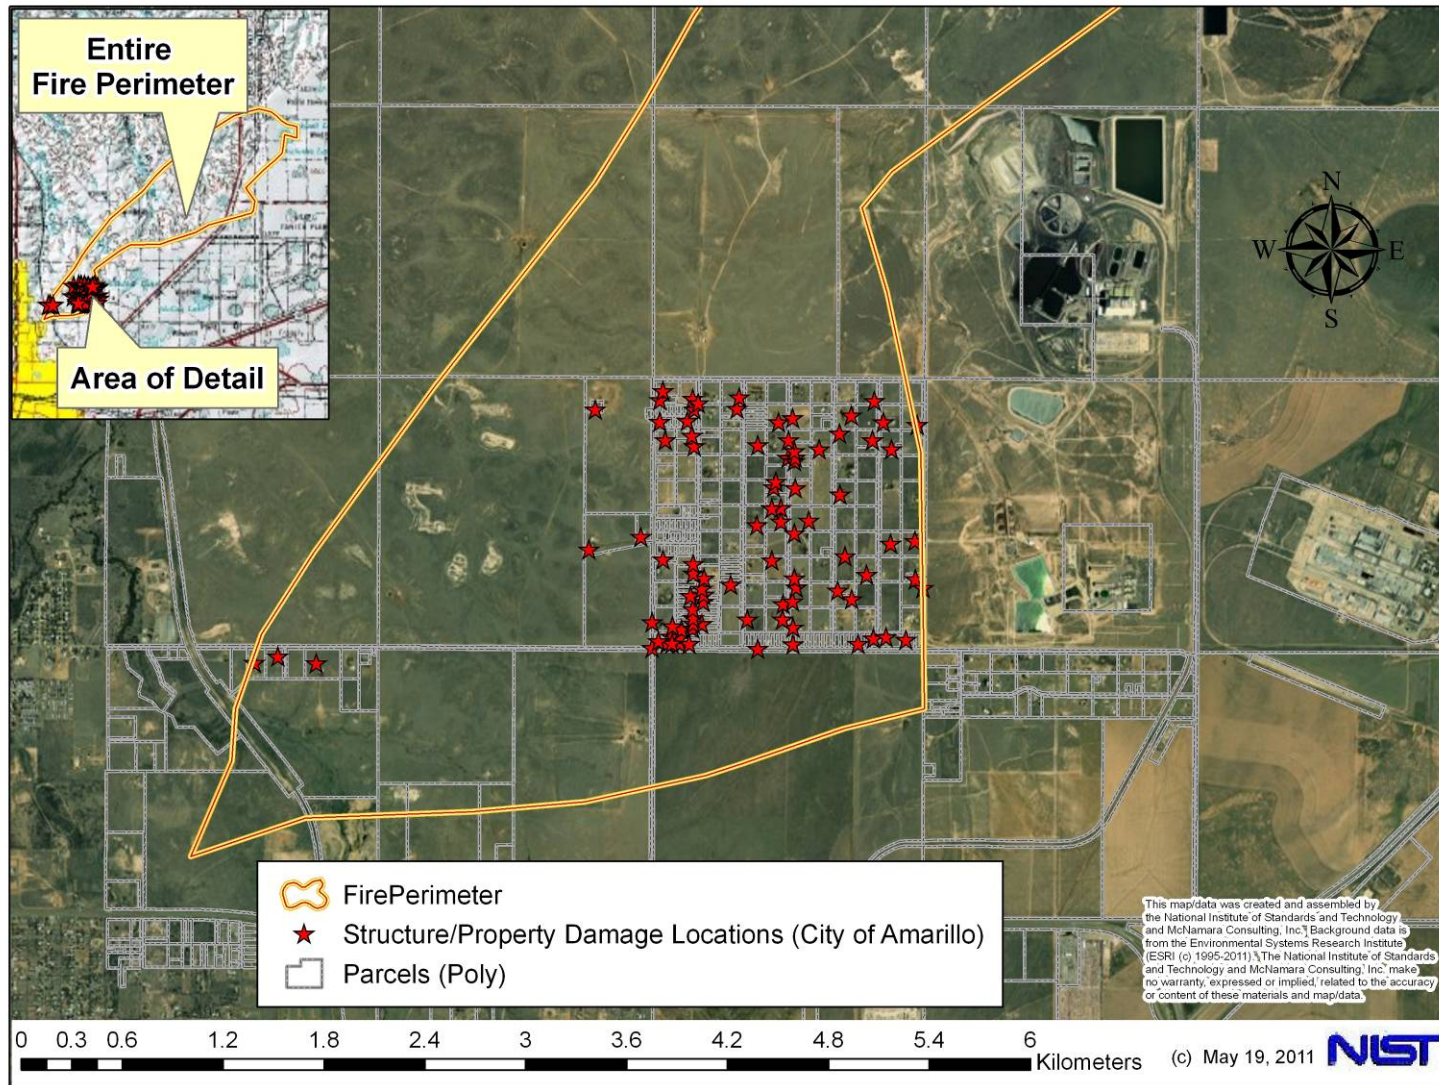 Entire
Fire Perimeter
Area of Detail
N
W E
S
FirePerimeter
Structure/Property Damage Locations (City of Amarillo)
Parcels (Poly)
This map/data was created and assembled by
the National Institute of Standards and Technology
and McNamara Consulting, Inc. Background data is
from the Environmental Systems Research Institute
(ESRI (c) 1995-2011). The National Institute of Standards
and Technology and McNamara Consulting, Inc. make
no warranty, expressed or implied, related to the accuracy
or content of these materials and map/data.
0 0.3 0.6 1.2 1.8 2.4 3 3.6 4.2 4.8 5.4 6
Kilometers
(c) May 19, 2011
NIST